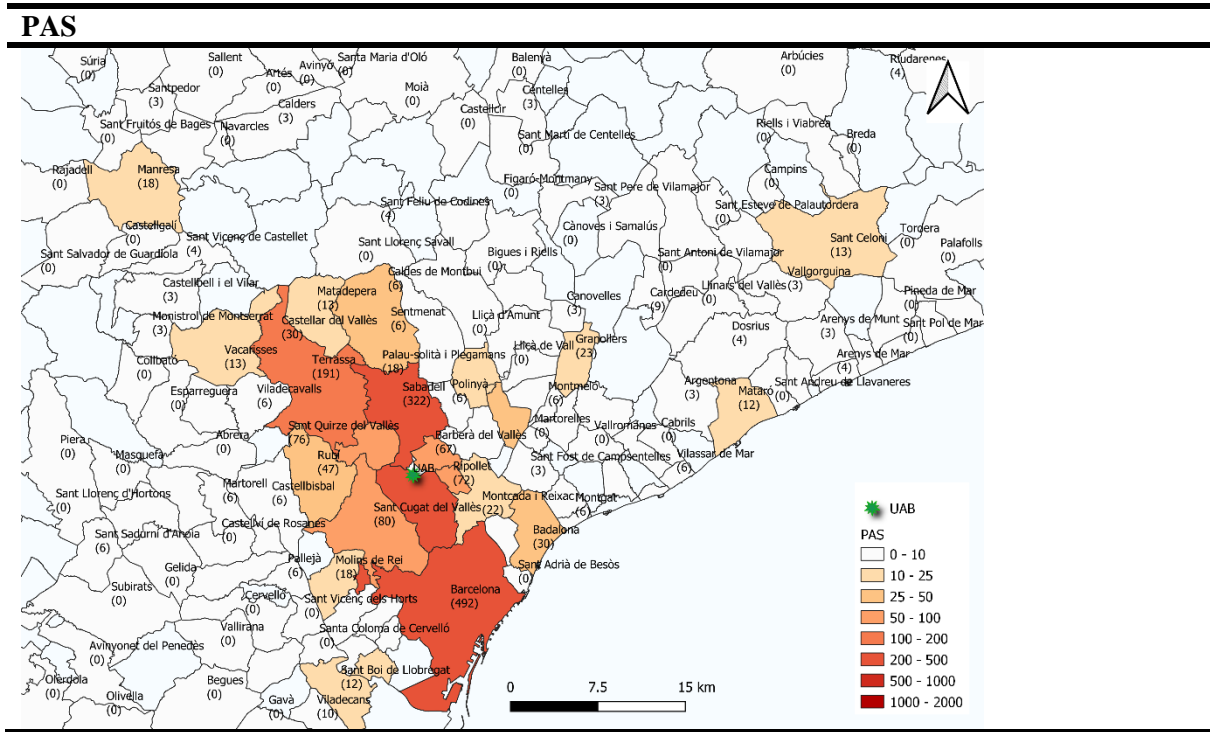 PAS
Súria
(0)
Sallent
(0)
Artés
(0)
Avinyó
(0)
Santa Maria d'Oló
(0)
Balenyà
(0)
Arbúcies
(0)
Riudarenes
(4)
Santpedor
(3)
Calders
(3)
Moià
(0)
Castellcir
(0)
Centelles
(3)
Sant Fruitós de Bages
(0)
Navarcles
(0)
Sant Martí de Centelles
(0)
Riells i Viabrea
(0)
Breda
(0)
Rajadell
(0)
Manresa
(18)
Figaró-Montmany
(0)
Sant Pere de Vilamajor
(3)
Campins
(0)
Castellgalí
(0)
Sant Feliu de Codines
(4)
Cànoves i Samalús
(0)
Sant Esteve de Palautordera
(0)
Sant Celoni
(13)
Tordera
(0)
Palafolls
(0)
Sant Salvador de Guardiola
(0)
Sant Vicenç de Castellet
(4)
Sant Llorenç Savall
(0)
Bigues i Riells
(0)
Sant Antoni de Vilamajor
(0)
Vallgorguina
(3)
Castellbell i el Vilar
(3)
Matadepera
(13)
Caldes de Montbui
(6)
Canovelles
(3)
Cardedeu
(9)
Llinars del Vallès
Pineda de Mar
(0)
Monistrol de Montserrat
(3)
Castellar del Vallès
(30)
Sentmenat
(6)
Lliçà d'Amunt
(0)
Dosrius
(4)
Arenys de Munt
(3)
Sant Pol de Mar
(0)
Collbató
(0)
Vacarisses
(13)
Terrassa
(191)
Palau-solità i Plegamans
(18)
Lliçà de Vall
(0)
Granollers
(23)
Arenys de Mar
(4)
Esparreguera
(0)
Viladecavalls
(6)
Sabadell
(322)
Polinyà
(6)
Montmeló
(6)
Argentona
(3)
Mataró
(12)
Sant Andreu de Llavaneres
(0)
Piera
(0)
Abrera
(0)
Sant Quirze del Vallès
(76)
Barberà del Vallès
(67)
Martorelles
(0)
Vallromanes
(0)
Cabrils
(0)
Masquefa
(0)
Rubí
(47)
UAB
Ripollet
(72)
Sant Fost de Campsentelles
(3)
Vilassar de Mar
(6)
Sant Llorenç d'Hortons
(0)
Martorell
(6)
Castellbisbal
(6)
Sant Cugat del Vallès
(80)
Montcada i Reixac
(22)
Montgat
(6)
Sant Sadurní d'Anoia
(6)
Castellví de Rosanes
(0)
Badalona
(30)
Gelida
(0)
Pallejà
(6)
Molins de Rei
(18)
Sant Adrià de Besòs
(0)
Subirats
(0)
Cervelló
(0)
Sant Vicenç dels Horts
(0)
Barcelona
(492)
Vallirana
(0)
Santa Coloma de Cervelló
(0)
Avinyonet del Penedès
(0)
Sant Boi de Llobregat
(12)
Olèrdola
(0)
Olivella
(0)
Begues
(0)
Gavà
(0)
Viladecans
(10)
0 7.5 15 km
UAB
PAS
0 - 10
10 - 25
25 - 50
50 - 100
100 - 200
200 - 500
500 - 1000
1000 - 2000